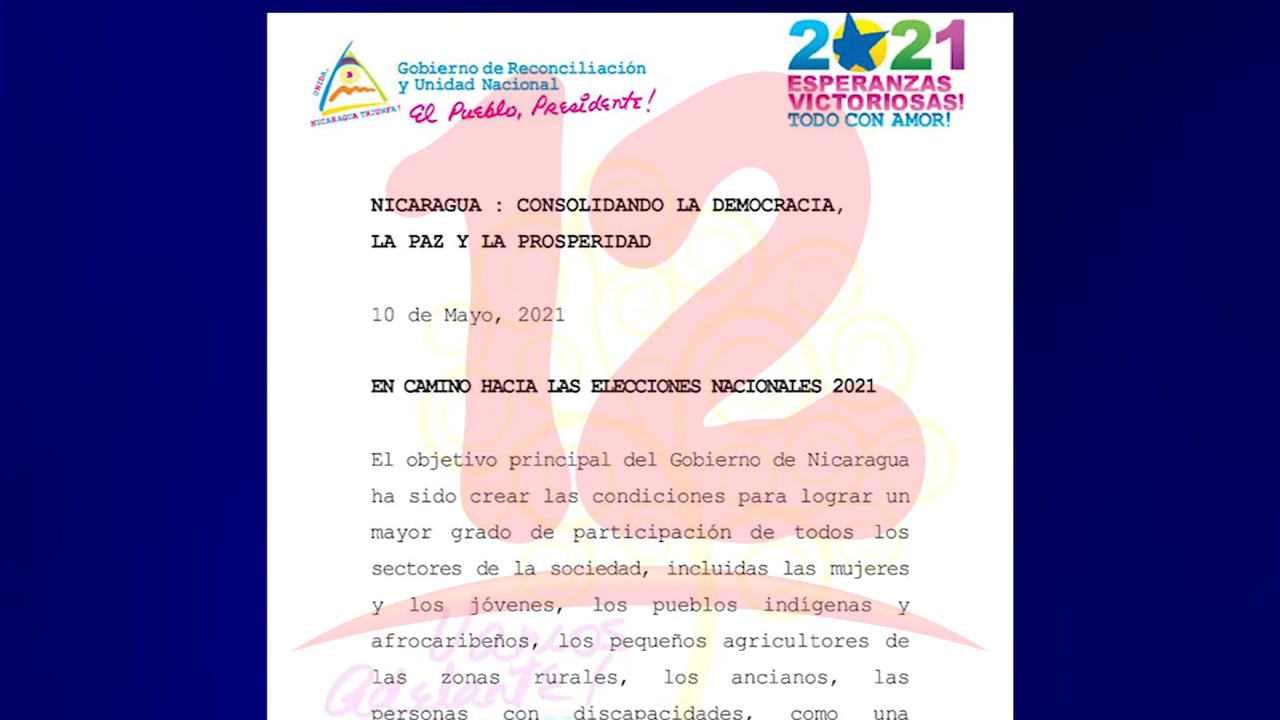 UNIDA,
NICARAGUA TRIUNFA!
Gobierno de Reconciliación
y Unidad Nacional
El Pueblo, Presidente!
2021
ESPERANZAS
VICTORIOSAS!
TODO CON AMOR!
12
NICARAGUA : CONSOLIDANDO LA DEMOCRACIA,
LA PAZ Y LA PROSPERIDAD
10 de Mayo, 2021
EN CAMINO HACIA LAS ELECCIONES NACIONALES 2021
El objetivo principal del Gobierno de Nicaragua
ha sido crear las condiciones para lograr un
mayor grado de participación de todos los
sectores de la sociedad, incluidas las mujeres
y los jóvenes, los pueblos indígenas y
afrocaribeños, los pequeños agricultores de
las zonas rurales, los ancianos, las
personas con discapacidades, como una
Vamos
Adelante!